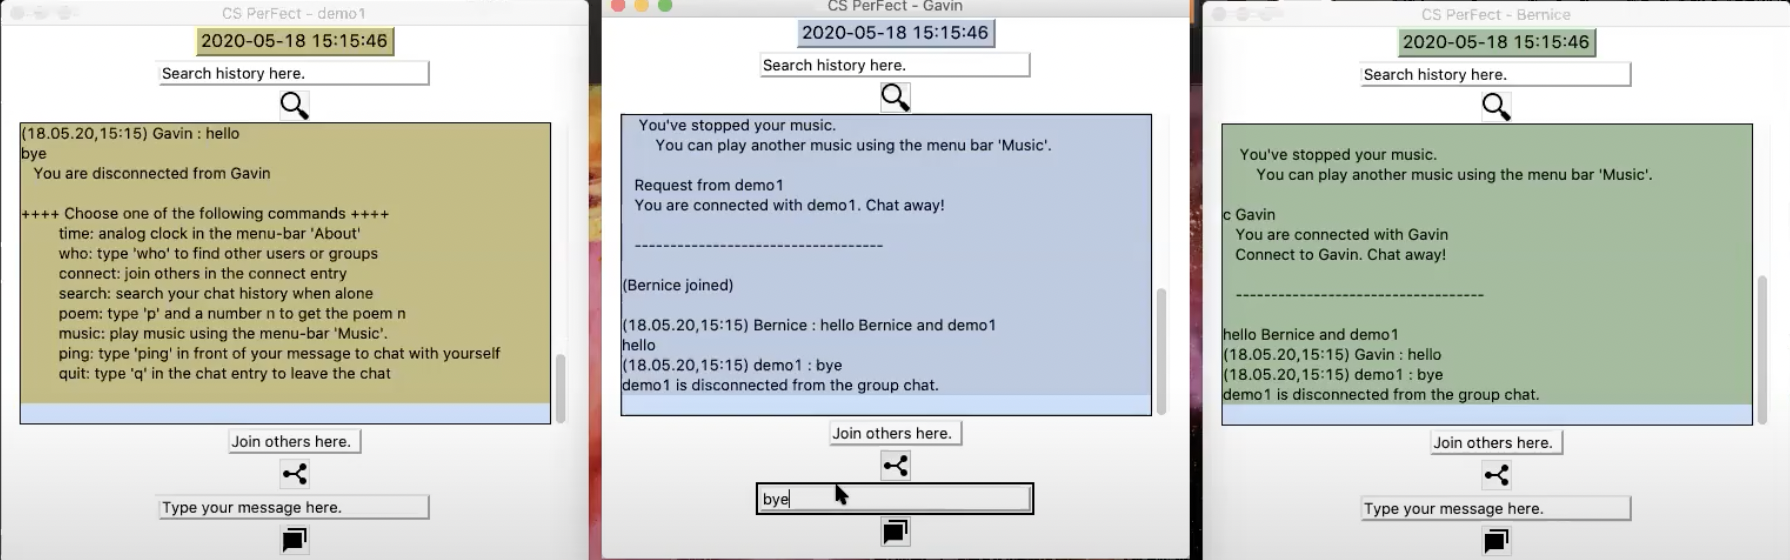 CS PerFect - demo1
2020-05-18 15:15:46
Search history here.
(18.05.20,15:15) Gavin : hello
bye
You are disconnected from Gavin
++++ Choose one of the following commands ++++
time: analog clock in the menu-bar 'About'
who: type 'who' to find other users or groups
connect: join others in the connect entry
search: search your chat history when alone
poem: type 'p' and a number n to get the poem n
music: play music using the menu-bar 'Music'.
ping: type 'ping' in front of your message to chat with yourself
quit: type 'q' in the chat entry to leave the chat
Join others here.
Type your message here.
CS PerFect - Gavin
2020-05-18 15:15:46
Search history here.
You've stopped your music.
You can play another music using the menu bar 'Music'.
Request from demo1
You are connected with demo1. Chat away!
-----------------------------------
(Bernice joined)
(18.05.20,15:15) Bernice : hello Bernice and demo1
hello
(18.05.20,15:15) demo1 : bye
demo1 is disconnected from the group chat.
Join others here.
bye
CS PerFect - Bernice
2020-05-18 15:15:46
Search history here.
You've stopped your music.
You can play another music using the menu bar 'Music'.
c Gavin
You are connected with Gavin
Connect to Gavin. Chat away!
-----------------------------------
hello Bernice and demo1
(18.05.20,15:15) Gavin : hello
(18.05.20,15:15) demo1 : bye
demo1 is disconnected from the group chat.
Join others here.
Type your message here.